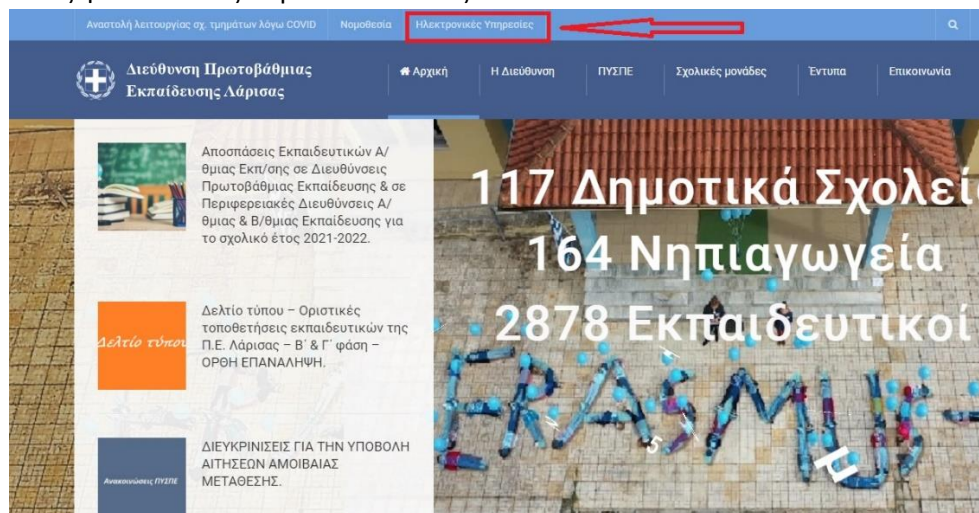 Αναστολή λειτουργίας σχ. τμημάτων λόγω COVID Νομοθεσία Ηλεκτρονικές Υπηρεσίες
Διεύθυνση Πρωτοβάθμιας
Εκπαίδευσης Λάρισας
Αρχική Η Διεύθυνση ΠΥΣΠΕ Σχολικές μονάδες Έντυπα Επικοινωνία
Αποσπάσεις Εκπαιδευτικών Α/
θμιας Εκπ/σης σε Διευθύνσεις
Πρωτοβάθμιας Εκπαίδευσης & σε
Περιφερειακές Διευθύνσεις Α/
θμιας & Β/θμιας Εκπαίδευσης για
το σχολικό έτος 2021-2022.
Δελτίο τύπου
Δελτίο τύπου – Οριστικές
τοποθετήσεις εκπαιδευτικών της
Π.Ε. Λάρισας – Β΄ & Γ΄ φάση –
ΟΡΘΗ ΕΠΑΝΑΛΗΨΗ.
Ανακοινώσεις ΠΥΣΠΕ
ΔΙΕΥΚΡΙΝΙΣΕΙΣ ΓΙΑ ΤΗΝ ΥΠΟΒΟΛΗ
ΑΙΤΗΣΕΩΝ ΑΜΟΙΒΑΙΑΣ
ΜΕΤΑΘΕΣΗΣ.
117 Δημοτικά Σχολεί
164 Νηπιαγωγεία
2878 Εκπαιδευτικοί
ERASMUS+
5 μ